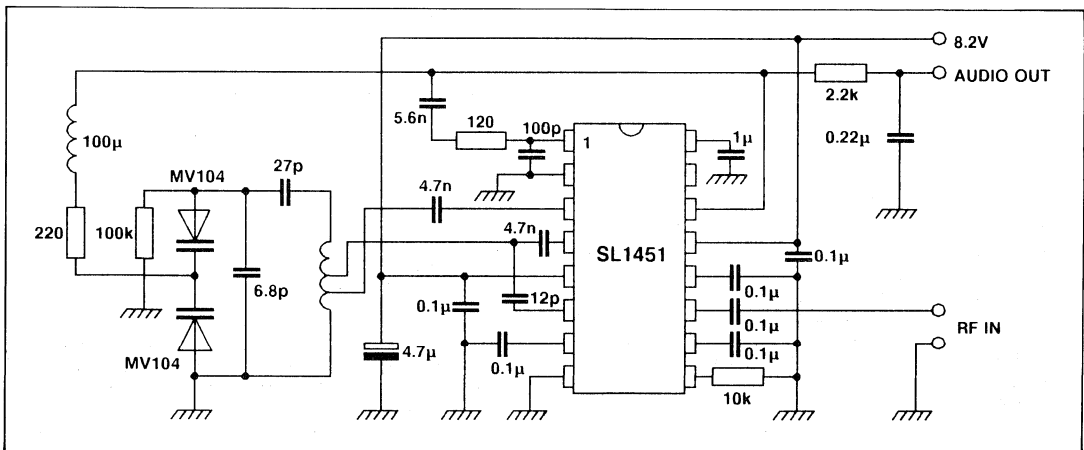 8.2V
AUDIO OUT
2.2k
5.6n
120
100p
1
1µ
0.22µ
100µ
MV104
27p
4.7n
220
100k
4.7n
SL1451
0.1µ
6.8p
0.1µ
12p
0.1µ
0.1µ
RF IN
MV104
4.7µ
0.1µ
0.1µ
10k